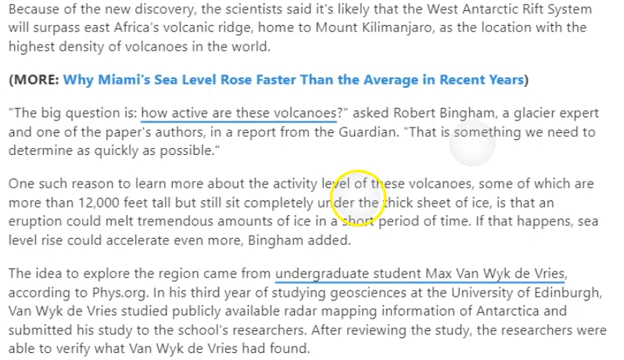 Because of the new discovery, the scientists said it's likely that the West Antarctic Rift System
will surpass east Africa's volcanic ridge, home to Mount Kilimanjaro, as the location with the
highest density of volcanoes in the world.
(MORE: Why Miami's Sea Level Rose Faster Than the Average in Recent Years)
"The big question is: how active are these volcanoes?" asked Robert Bingham, a glacier expert
and one of the paper's authors, in a report from the Guardian. "That is something we need to
determine as quickly as possible."
One such reason to learn more about the activity level of these volcanoes, some of which are
more than 12,000 feet tall but still sit completely under the thick sheet of ice, is that an
eruption could melt tremendous amounts of ice in a short period of time. If that happens, sea
level rise could accelerate even more, Bingham added.
The idea to explore the region came from undergraduate student Max Van Wyk de Vries,
according to Phys.org. In his third year of studying geosciences at the University of Edinburgh,
Van Wyk de Vries studied publicly available radar mapping information of Antarctica and
submitted his study to the school's researchers. After reviewing the study, the researchers were
able to verify what Van Wyk de Vries had found.